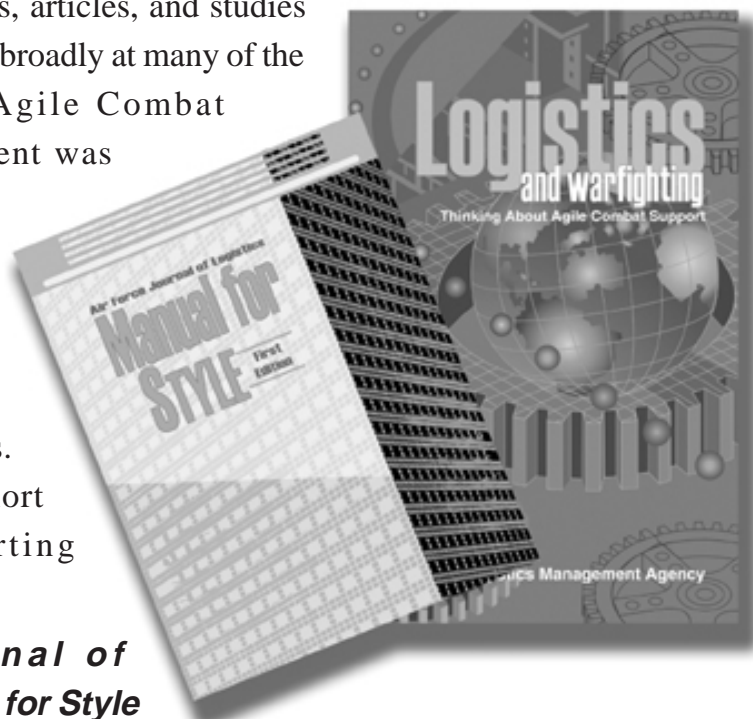 s, articles, and studies
broadly at many of the
Agile Combat
ent was
s.
ort
rting
nal of
for Style
Logistics
and warfighting
Thinking About Agile Combat Support
Management Agency
Air Force Journal of Logistics
Manual for
STYLE
First
Edition